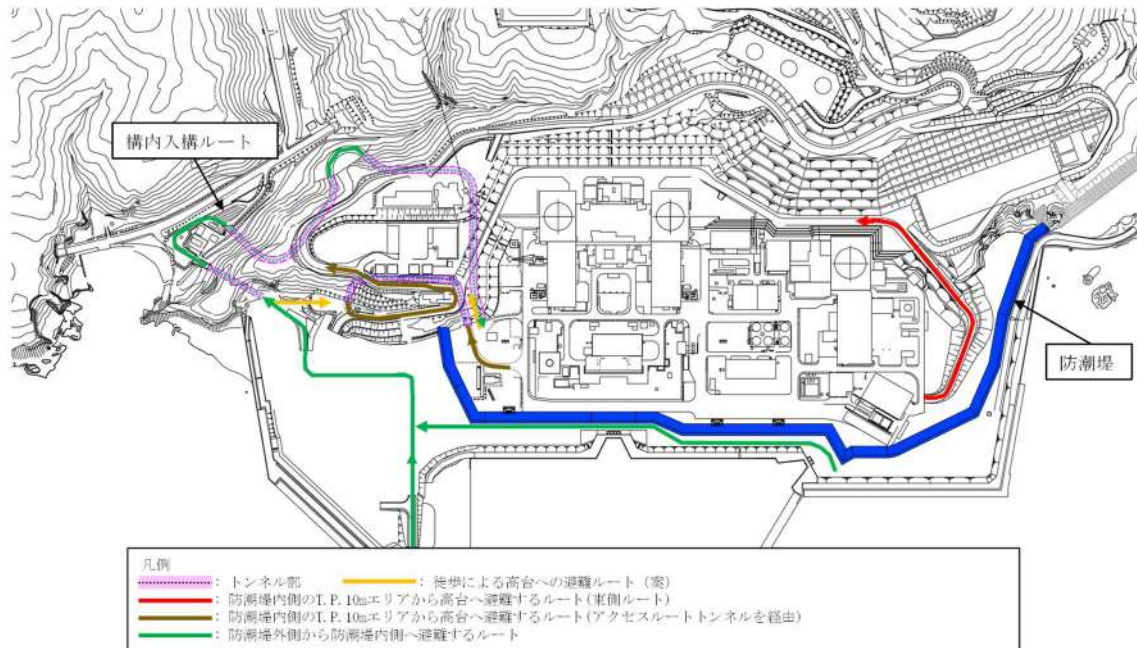 構内入構ルート
防潮堤
凡例
：トンネル部 ：徒歩による高台への避難ルート（案）
：防潮堤内側のT.P.10mエリアから高台へ避難するルート(東側ルート)
：防潮堤内側のT.P.10mエリアから高台へ避難するルート(アクセスルートトンネルを経由)
：防潮堤外側から防潮堤内側へ避難するルート